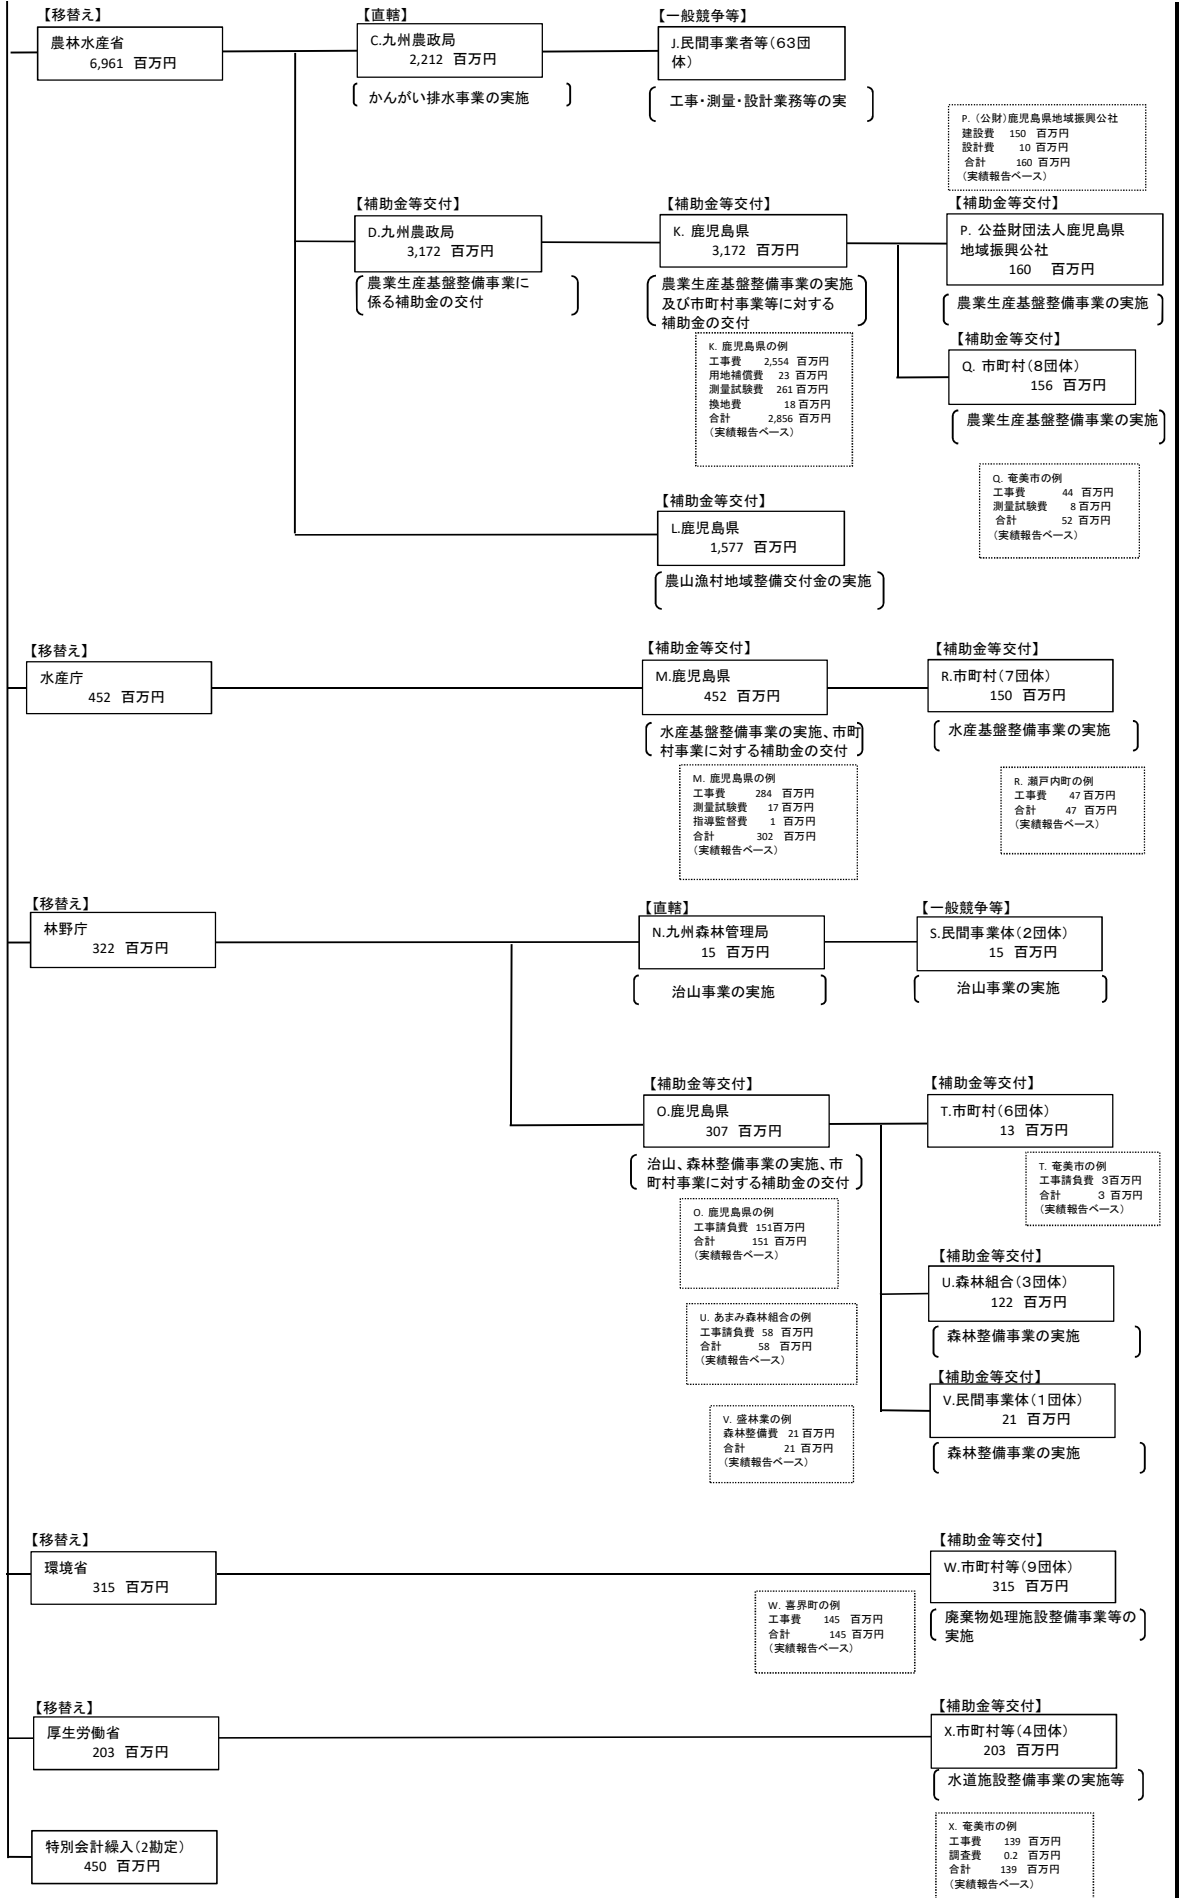 【移替え】
農林水産省
6,961 百万円
【直轄】
C.九州農政局
2,212 百万円
かんがい排水事業の実施
【一般競争等】
J.民間事業者等(63団
体)
工事・測量・設計業務等の実
P. (公財)鹿児島県地域振興公社
建設費 150 百万円
設計費 10 百万円
合計 160 百万円
(実績報告ベース)
【補助金等交付】
D.九州農政局
3,172 百万円
農業生産基盤整備事業に
係る補助金の交付
【補助金等交付】
K. 鹿児島県
3,172 百万円
農業生産基盤整備事業の実施
及び市町村事業等に対する
補助金の交付
K. 鹿児島県の例
工事費 2,554 百万円
用地補償費 23 百万円
測量試験費 261 百万円
換地費 18 百万円
合計 2,856 百万円
(実績報告ベース)
【補助金等交付】
P. 公益財団法人鹿児島県
地域振興公社
160 百万円
農業生産基盤整備事業の実施
【補助金等交付】
Q. 市町村(8団体)
156 百万円
農業生産基盤整備事業の実施
Q. 奄美市の例
工事費 44 百万円
測量試験費 8 百万円
合計 52 百万円
(実績報告ベース)
【補助金等交付】
L.鹿児島県
1,577 百万円
農山漁村地域整備交付金の実施
【移替え】
水産庁
452 百万円
【補助金等交付】
M.鹿児島県
452 百万円
水産基盤整備事業の実施、市町
村事業に対する補助金の交付
M. 鹿児島県の例
工事費 284 百万円
測量試験費 17 百万円
指導監督費 1 百万円
合計 302 百万円
(実績報告ベース)
【補助金等交付】
R.市町村(7団体)
150 百万円
水産基盤整備事業の実施
R. 瀬戸内町の例
工事費 47 百万円
合計 47 百万円
(実績報告ベース)
【移替え】
林野庁
322 百万円
【直轄】
N.九州森林管理局
15 百万円
治山事業の実施
【一般競争等】
S.民間事業体(2団体)
15 百万円
治山事業の実施
【補助金等交付】
O.鹿児島県
307 百万円
治山、森林整備事業の実施、市
町村事業に対する補助金の交付
O. 鹿児島県の例
工事請負費 151百万円
合計 151 百万円
(実績報告ベース)
【補助金等交付】
T.市町村(6団体)
13 百万円
T. 奄美市の例
工事請負費 3百万円
合計 3 百万円
(実績報告ベース)
【補助金等交付】
U.森林組合(3団体)
122 百万円
森林整備事業の実施
U. あまみ森林組合の例
工事請負費 58 百万円
合計 58 百万円
(実績報告ベース)
【補助金等交付】
V.民間事業体(1団体)
21 百万円
森林整備事業の実施
V. 盛林業の例
森林整備費 21 百万円
合計 21 百万円
(実績報告ベース)
【移替え】
環境省
315 百万円
【補助金等交付】
W.市町村等(9団体)
315 百万円
廃棄物処理施設整備事業等の
実施
W. 喜界町の例
工事費 145 百万円
合計 145 百万円
(実績報告ベース)
【移替え】
厚生労働省
203 百万円
【補助金等交付】
X.市町村等(4団体)
203 百万円
水道施設整備事業の実施等
X. 奄美市の例
工事費 139 百万円
調査費 0.2 百万円
合計 139 百万円
(実績報告ベース)
特別会計繰入(2勘定)
450 百万円